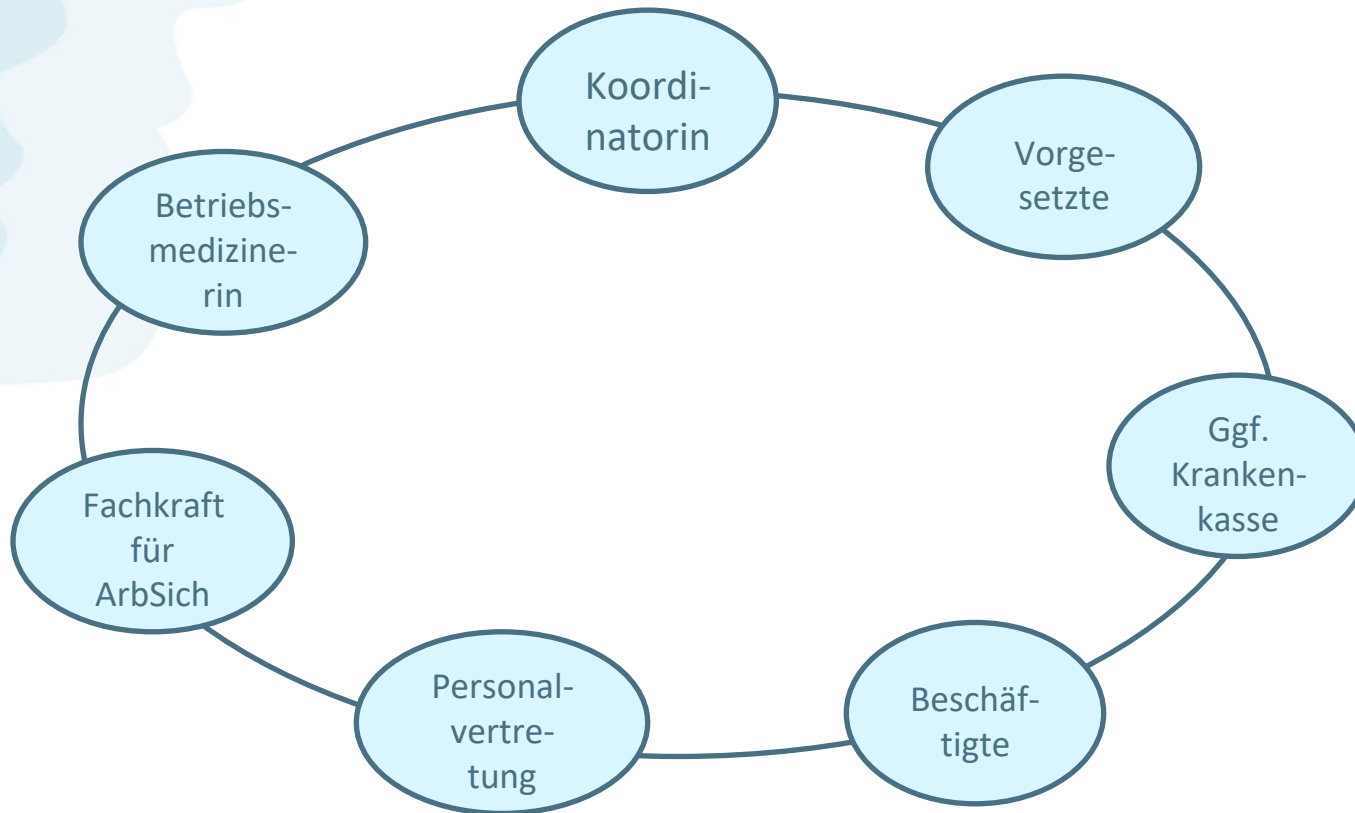 Koordi-
natorin
Vorge-
setzte
Ggf.
Kranken-
kasse
Beschäf-
tigte
Personal-
vertre-
tung
Fachkraft
für
ArbSich
Betriebs-
medizine-
rin